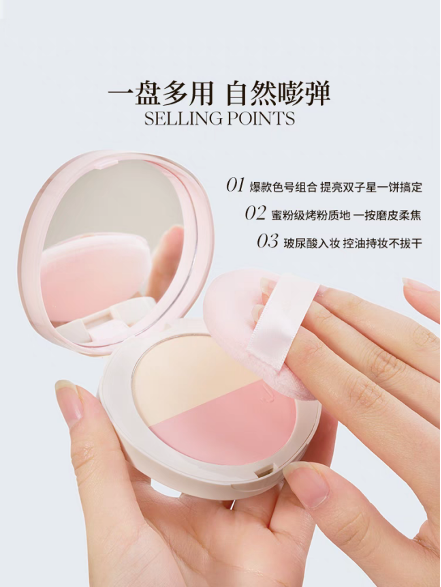 一盘多用 自然嘭弹
SELLING POINTS
01 爆款色号组合 提亮双子星一饼搞定
02 蜜粉级烤粉质地 一按磨皮柔焦
03 玻尿酸入妆 控油持妆不拔干